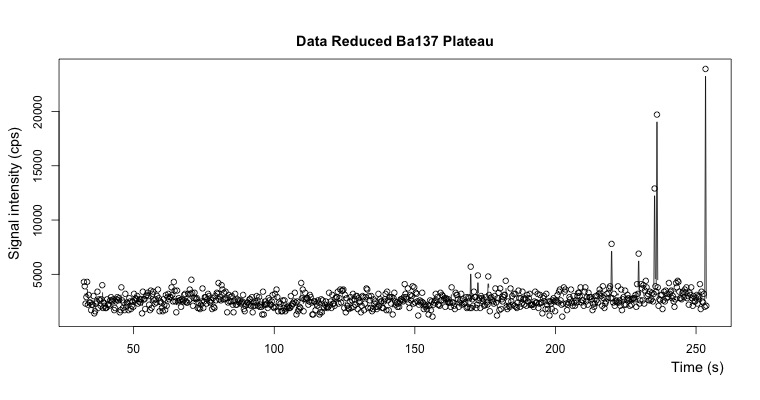 Data Reduced Ba137 Plateau
Signal intensity (cps)
20000
15000
10000
5000
50 100 150 200 250
Time (s)